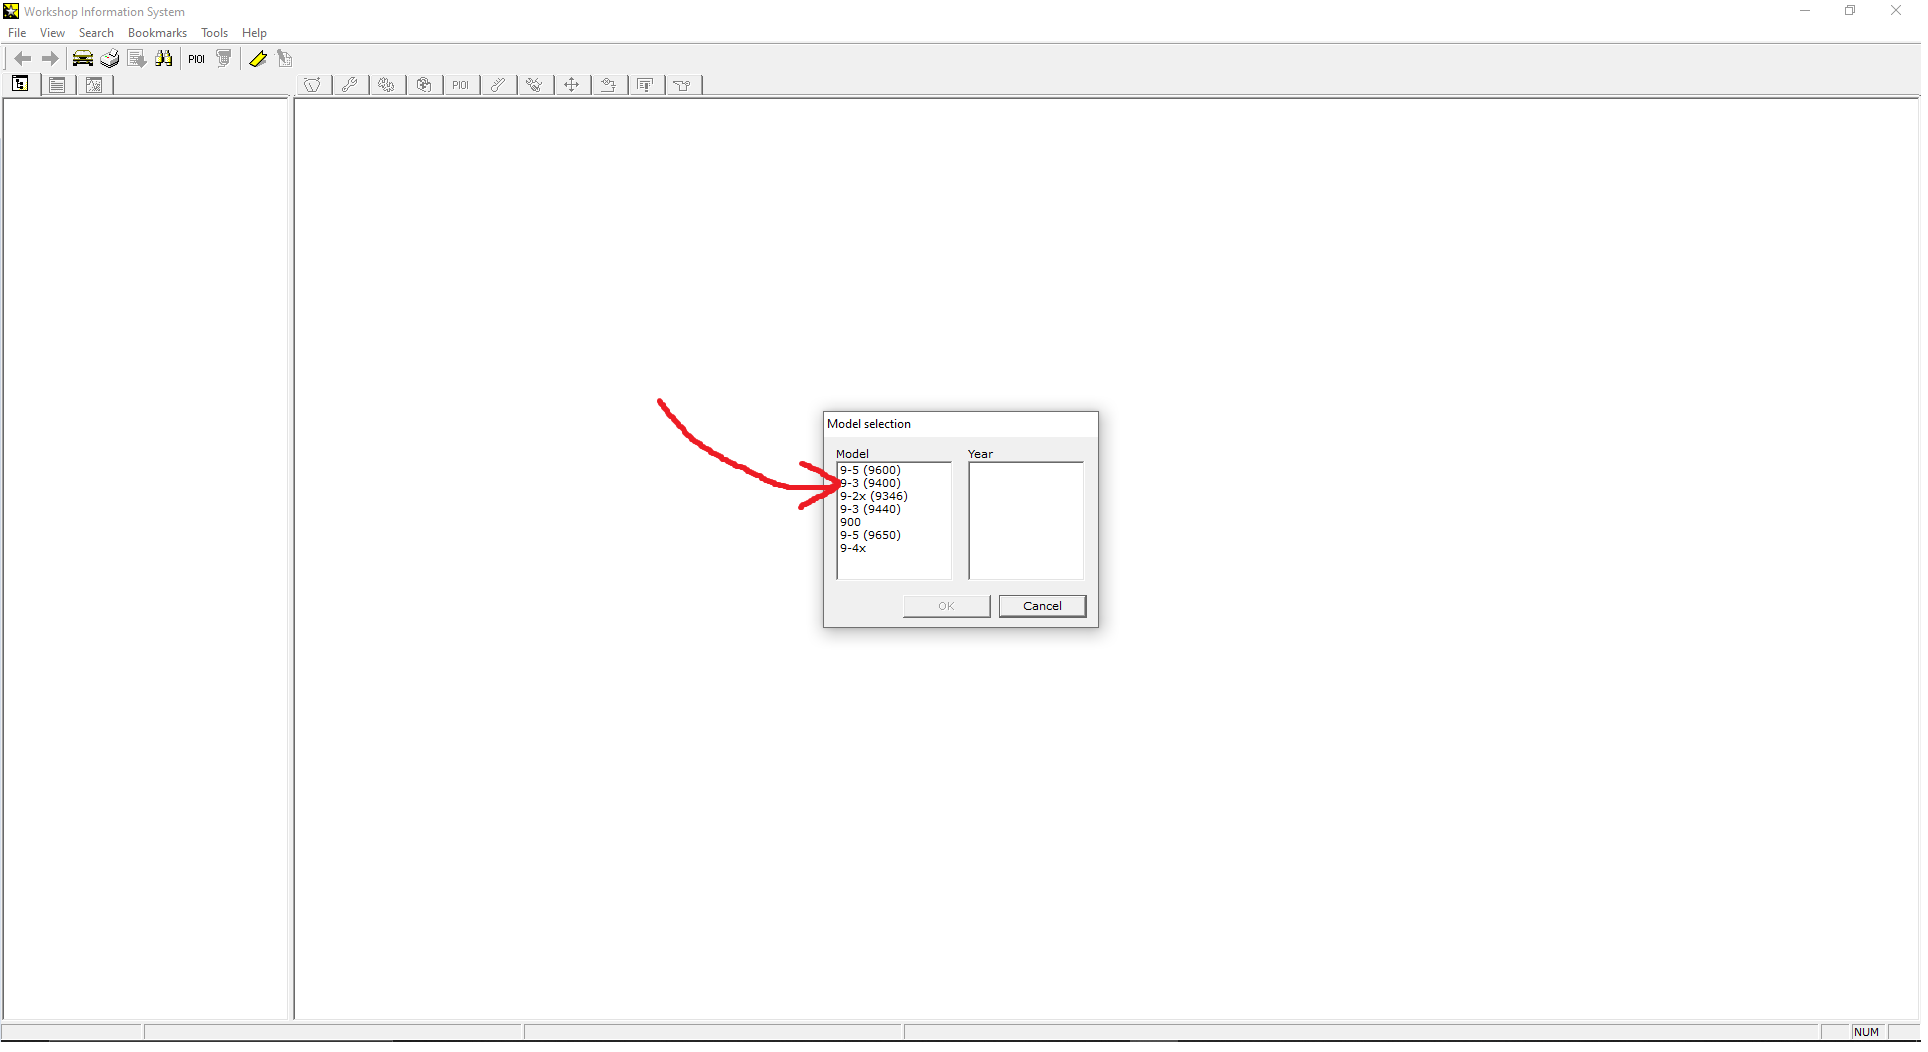 Workshop Information System
File View Search Bookmarks Tools Help
PIOI
PIOI
Model selection
Model Year
9-5 (9600)
9-3 (9400)
9-2x (9346)
9-3 (9440)
900
9-5 (9650)
9-4x
OK Cancel
NUM